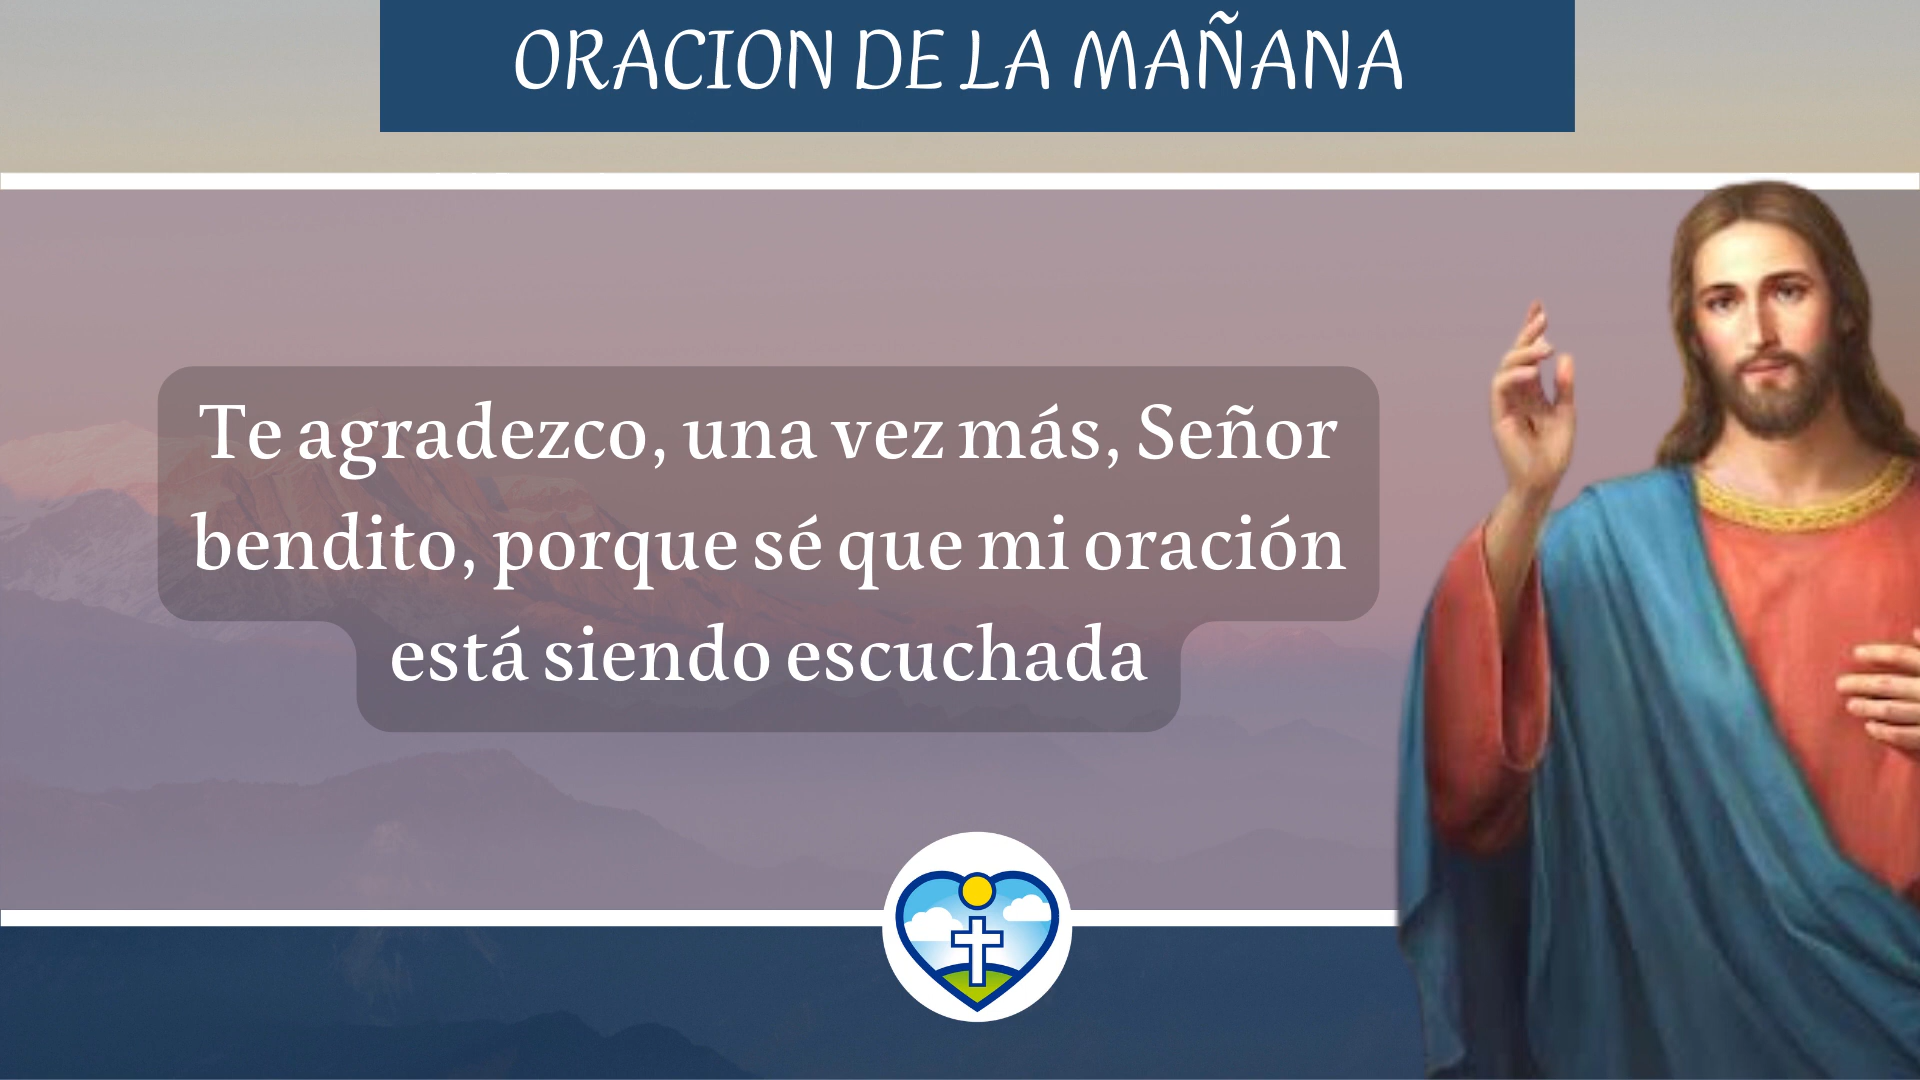 ORACION DE LA MAÑANA
Te agradezco, una vez más, Señor
bendito, porque sé que mi oración
está siendo escuchada